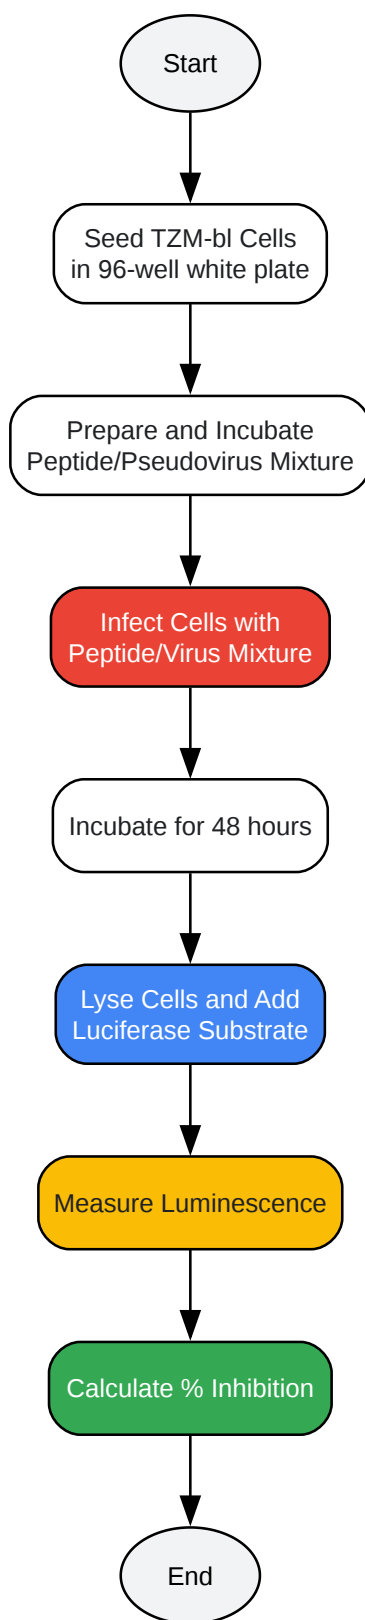 Start
Seed TZM-bl Cells
in 96-well white plate
Prepare and Incubate
Peptide/Pseudovirus Mixture
Infect Cells with
Peptide/Virus Mixture
Incubate for 48 hours
Lyse Cells and Add
Luciferase Substrate
Measure Luminescence
Calculate % Inhibition
End